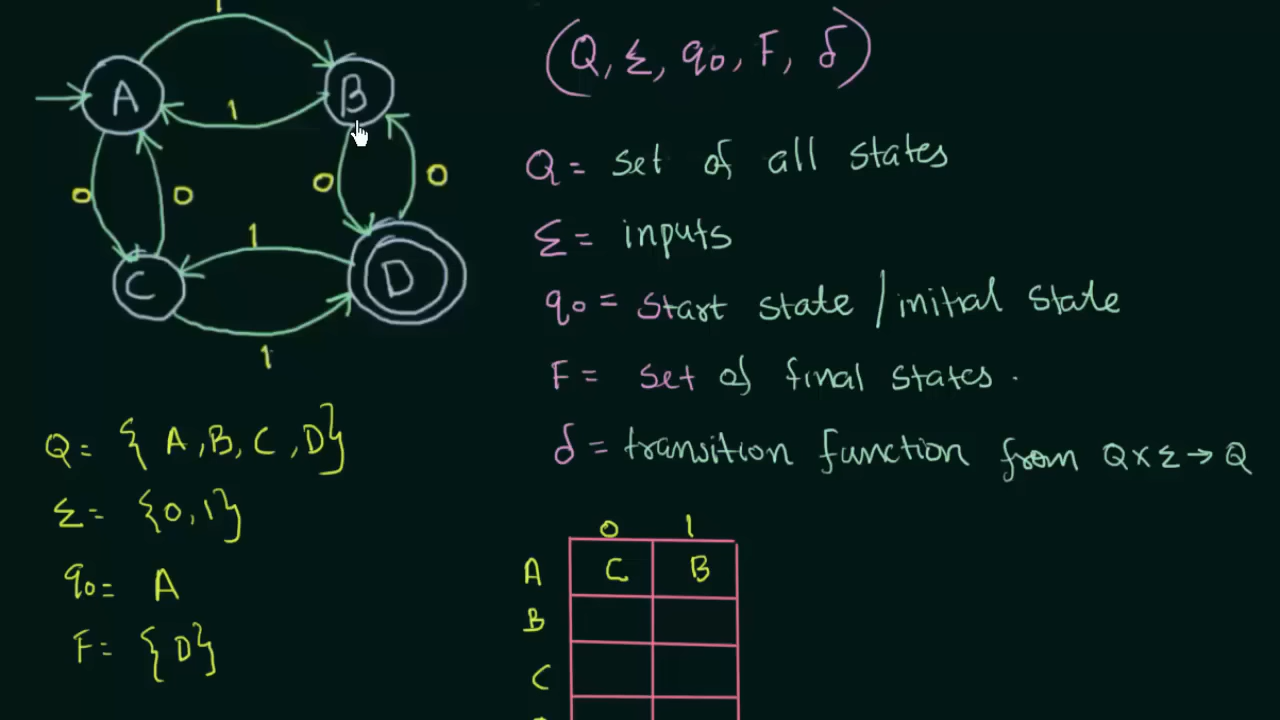 1
A
B
1
0
0
0
0
1
C
D
1
(Q, Σ, q0, F, δ)
Q = set of all states
Σ = inputs
q0 = Start state / initial state
F = set of final states.
δ = transition function from Q×Σ → Q
Q = { A, B, C, D}
Σ = {0, 1}
q0 = A
F = {D}
0 1
A C B
B
C